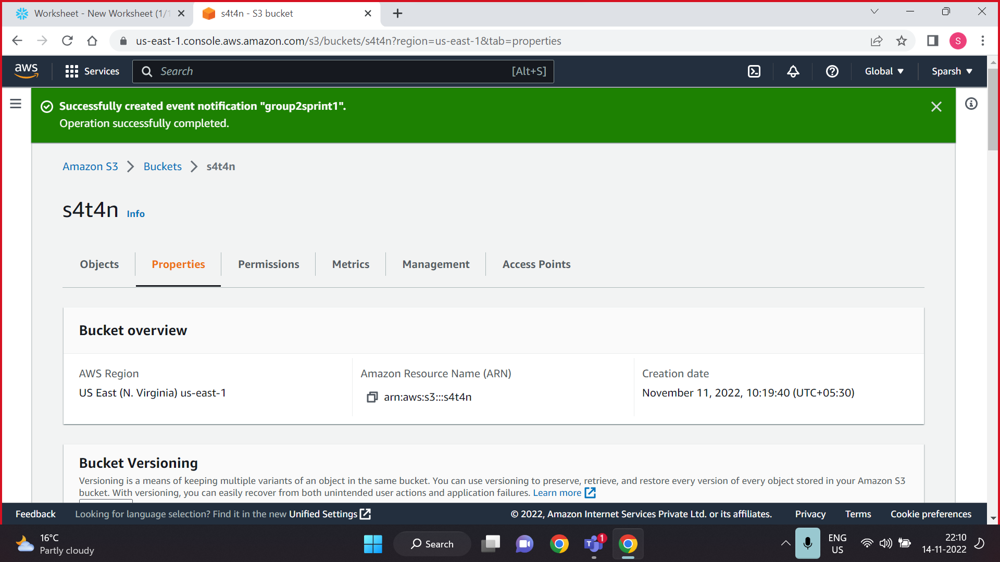 Worksheet - New Worksheet (1/1
s4t4n - S3 bucket
us-east-1.console.aws.amazon.com/s3/buckets/s4t4n?region=us-east-1&tab=properties
S
aws
Services
Search
[Alt+S]
Global
Sparsh
Successfully created event notification "group2sprint1".
Operation successfully completed.
Amazon S3
Buckets
s4t4n
s4t4n Info
Objects
Properties
Permissions
Metrics
Management
Access Points
Bucket overview
AWS Region
US East (N. Virginia) us-east-1
Amazon Resource Name (ARN)
arn:aws:s3:::s4t4n
Creation date
November 11, 2022, 10:19:40 (UTC+05:30)
Bucket Versioning
Versioning is a means of keeping multiple variants of an object in the same bucket. You can use versioning to preserve, retrieve, and restore every version of every object stored in your Amazon S3
bucket. With versioning, you can easily recover from both unintended user actions and application failures. Learn more
Feedback
Looking for language selection? Find it in the new Unified Settings
© 2022, Amazon Internet Services Private Ltd. or its affiliates.
Privacy
Terms
Cookie preferences
16°C
Partly cloudy
Search
T
1
ENG
US
22:10
14-11-2022